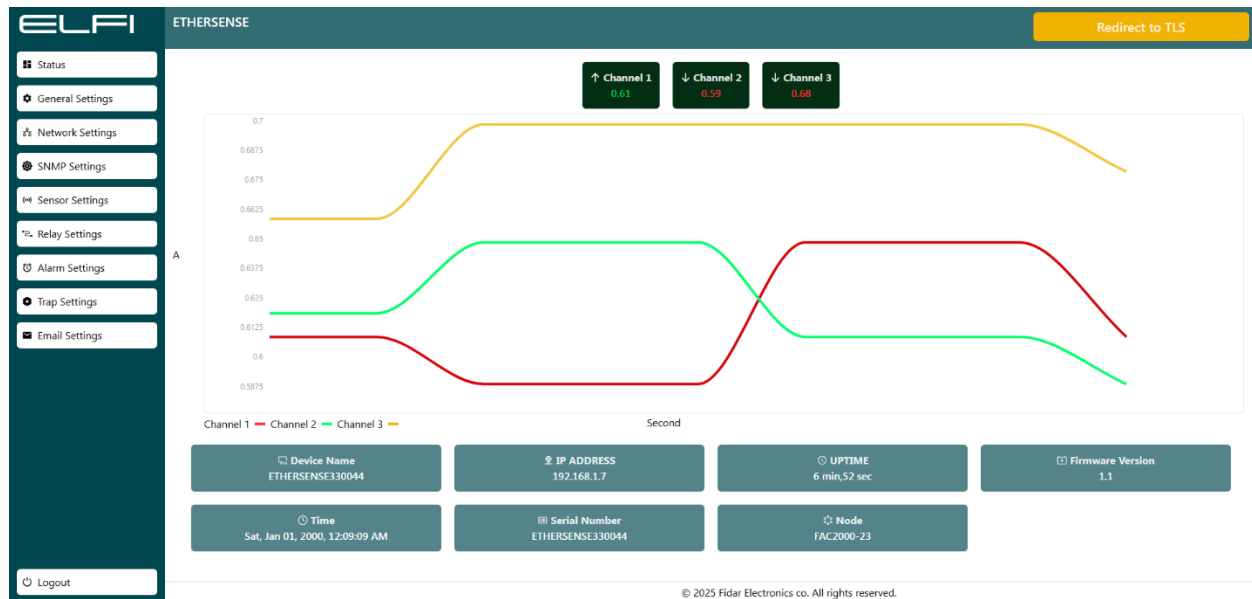 ELFI
ETHERSENSE
Redirect to TLS
Status
General Settings
Network Settings
SNMP Settings
Sensor Settings
Relay Settings
Alarm Settings
Trap Settings
Email Settings
Logout
↑ Channel 1
0.61
↓ Channel 2
0.59
↓ Channel 3
0.68
0.7
0.6875
0.675
0.6625
0.65
0.6375
0.625
0.6125
0.6
0.5875
A
Second
Channel 1 Channel 2 Channel 3
Device Name
ETHERSENSE330044
IP ADDRESS
192.168.1.7
UPTIME
6 min,52 sec
Firmware Version
1.1
Time
Sat, Jan 01, 2000, 12:09:09 AM
Serial Number
ETHERSENSE330044
Node
FAC2000-23
© 2025 Fidar Electronics co. All rights reserved.